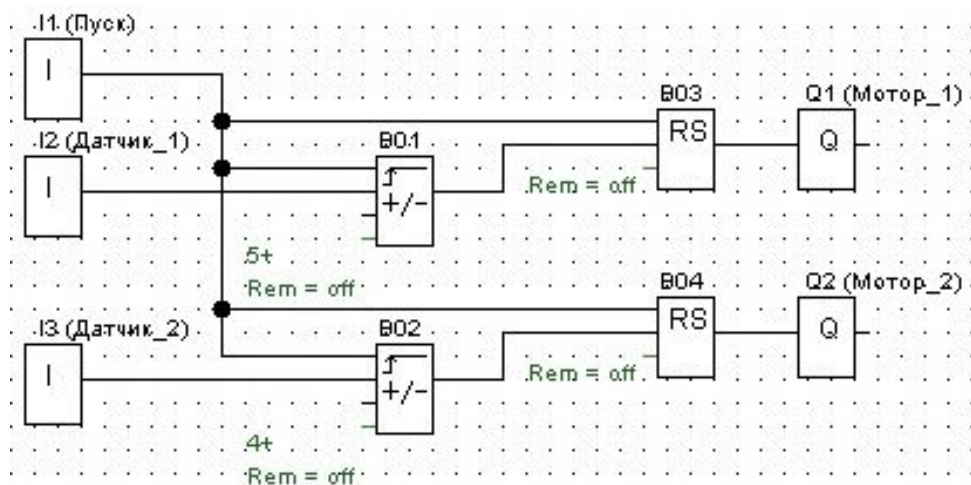 I1 (Пуск)
I
I2 (Датчик_1)
I
I3 (Датчик_2)
I
B01
+/-
5+
Rem = off
B02
+/-
4+
Rem = off
B03
RS
Rem = off
B04
RS
Rem = off
Q1 (Мотор_1)
Q
Q2 (Мотор_2)
Q